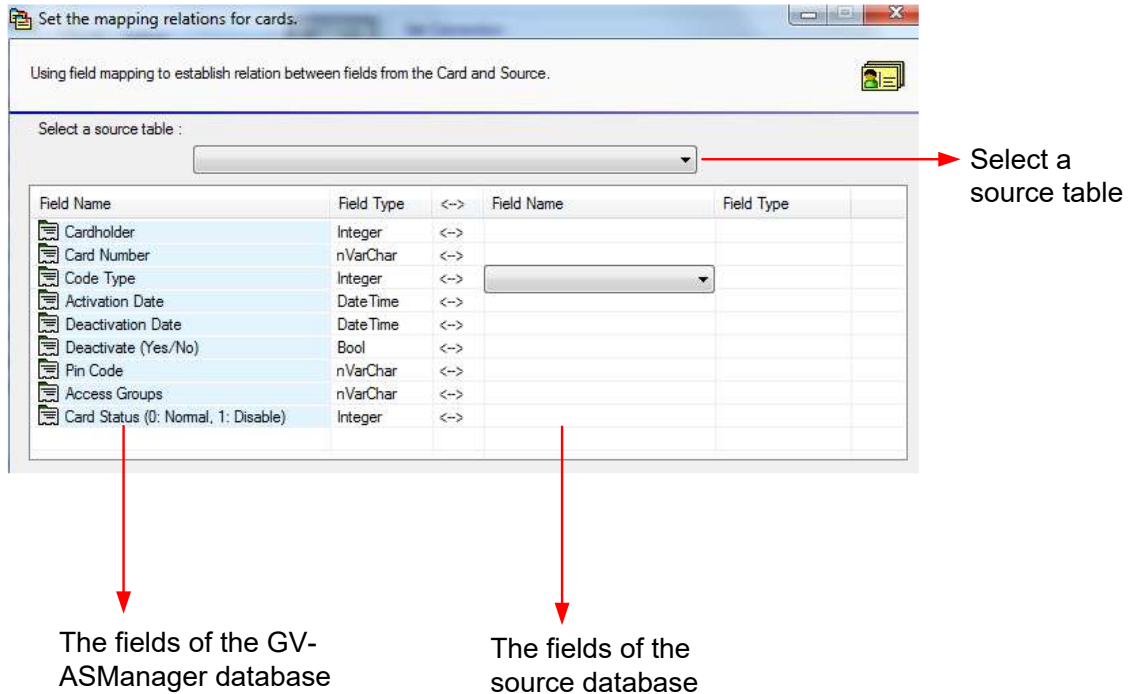 Set the mapping relations for cards.
Using field mapping to establish relation between fields from the Card and Source.
Select a source table :
Select a
source table
Field Name Field Type <--> Field Name Field Type
Cardholder Integer <-->
Card Number nVarChar <-->
Code Type Integer <-->
Activation Date DateTime <-->
Deactivation Date DateTime <-->
Deactivate (Yes/No) Bool <-->
Pin Code nVarChar <-->
Access Groups nVarChar <-->
Card Status (0: Normal, 1: Disable) Integer <-->
The fields of the GV-
ASManager database
The fields of the
source database